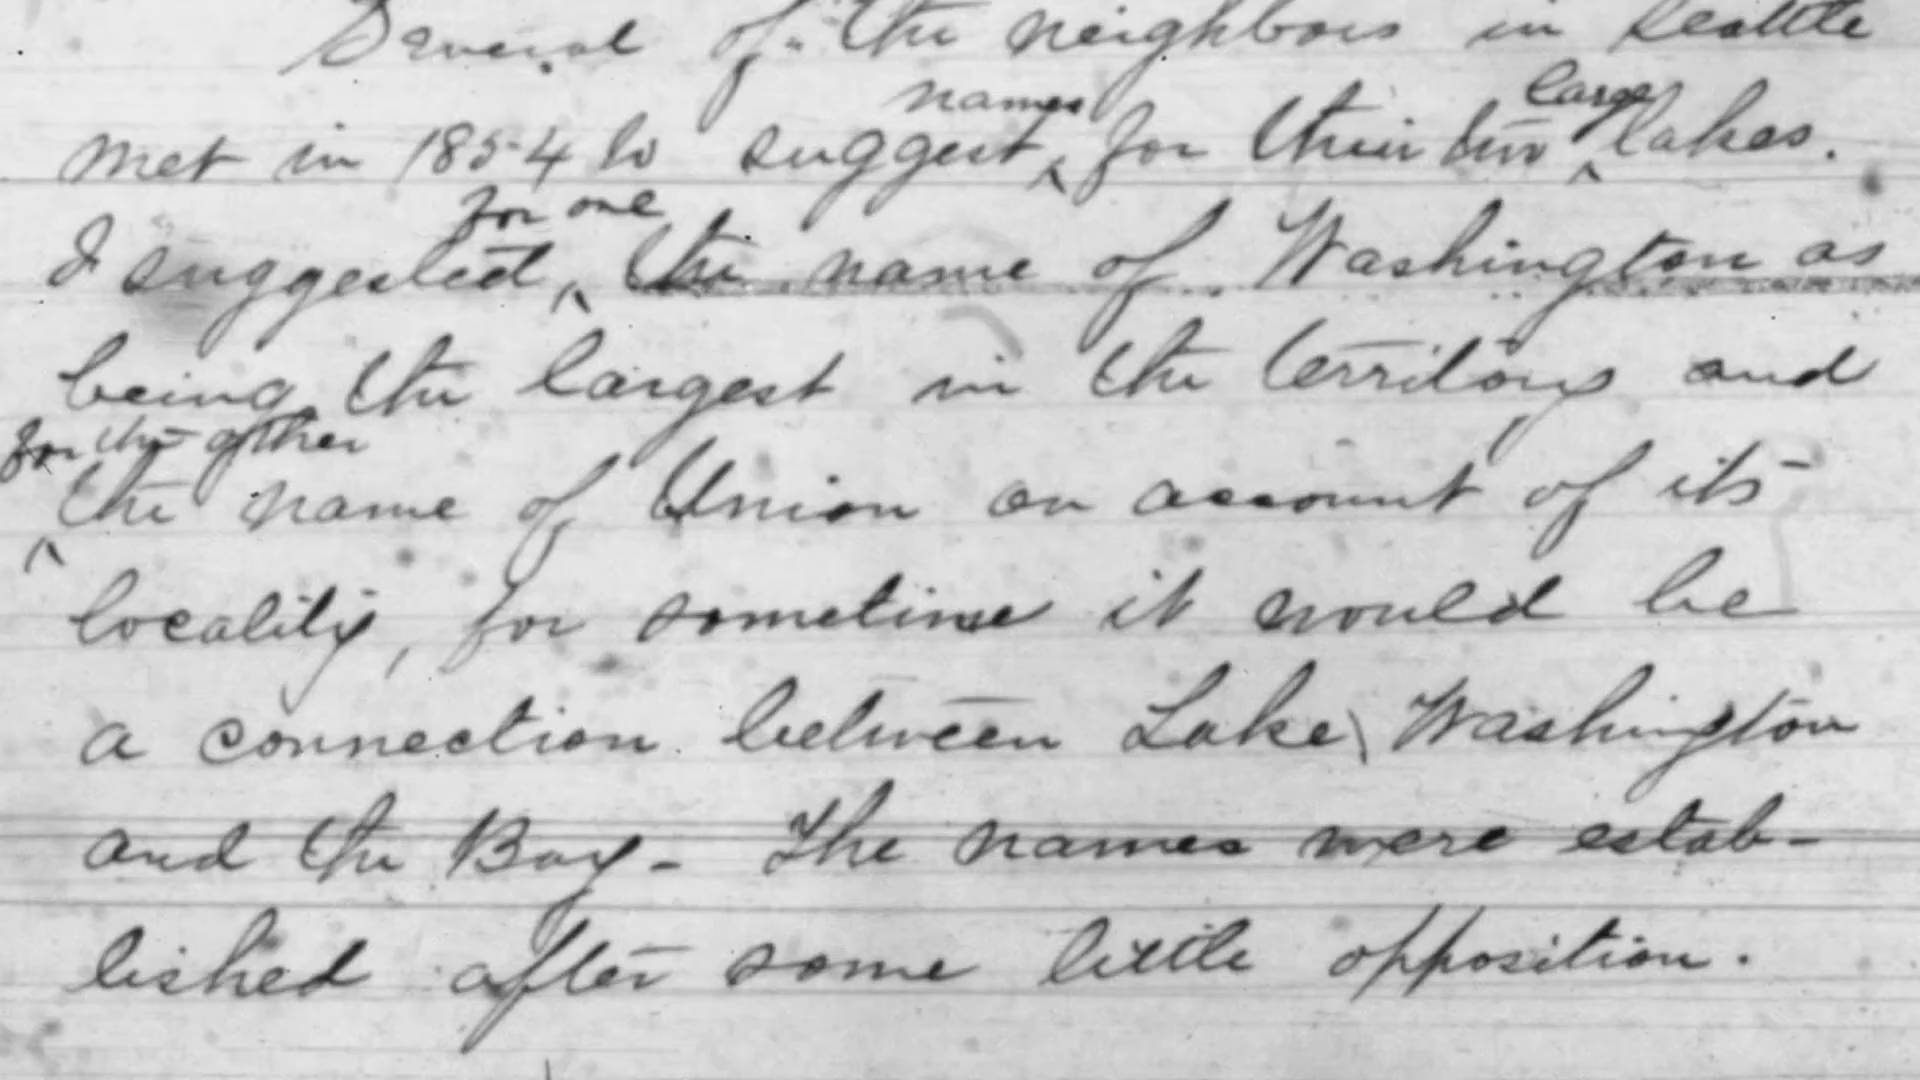 Several of the neighbors in Seattle
names large
met in 1854 to suggest ^ for their two ^ lakes.
for one
I suggested, ^ the name of Washington as
being the largest in the territory and
for the other
^ the name of Union on account of its
locality, for sometime it would be
a connection between Lake \ Washington
and the Bay - The names were estab-
lished after some little opposition.